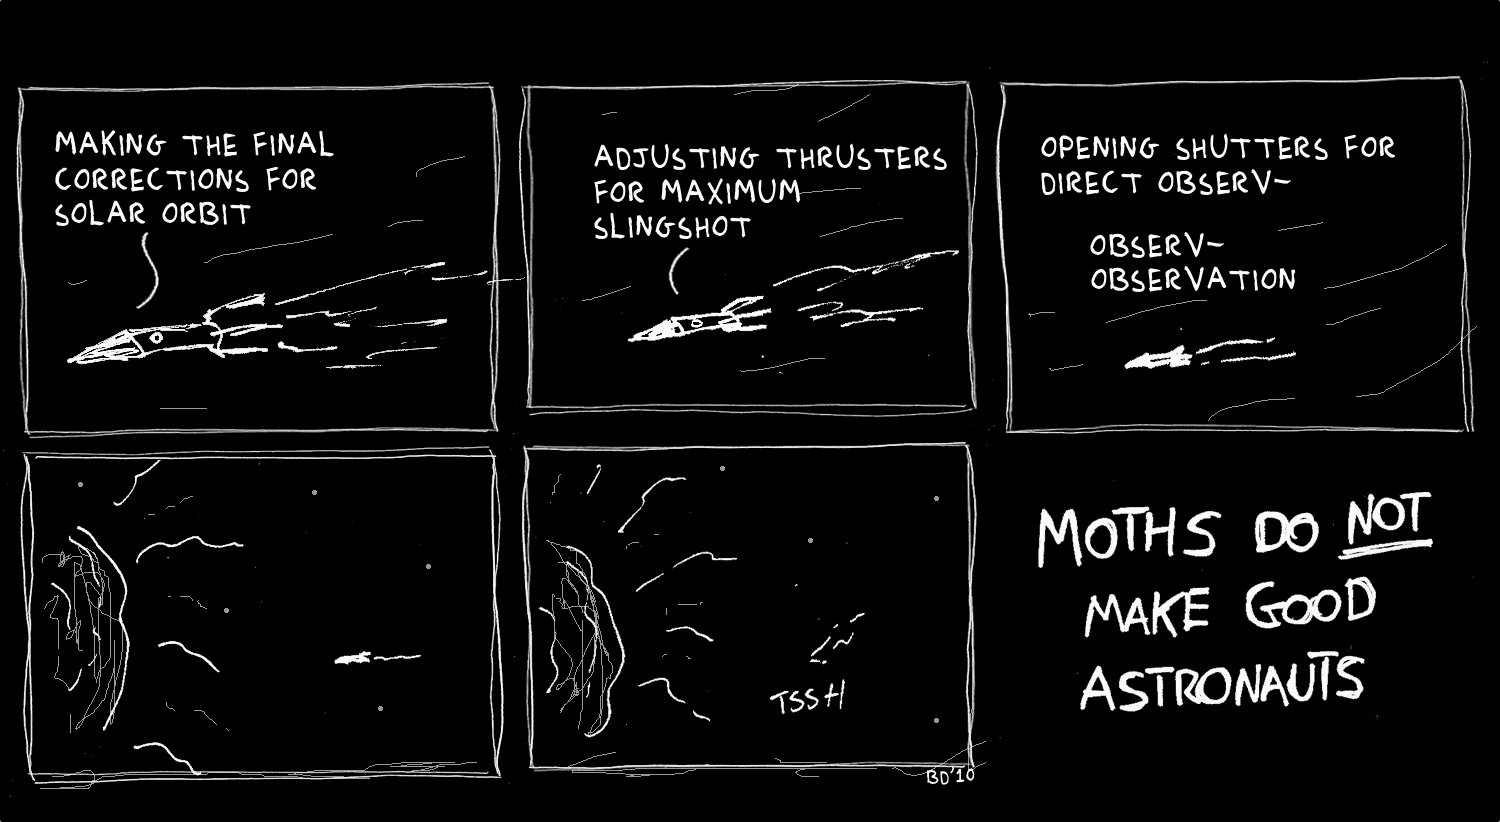 MAKING THE FINAL
CORRECTIONS FOR
SOLAR ORBIT
ADJUSTING THRUSTERS
FOR MAXIMUM
SLINGSHOT
OPENING SHUTTERS FOR
DIRECT OBSERV-
OBSERV-
OBSERVATION
TSSH
BD'10
MOTHS DO NOT
MAKE GOOD
ASTRONAUTS